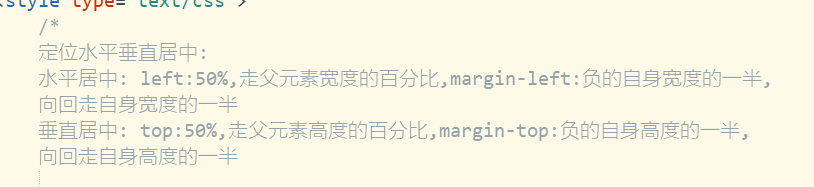 <style type="text/css">
/*
定位水平垂直居中:
水平居中: left:50%,走父元素宽度的百分比,margin-left:负的自身宽度的一半,
向回走自身宽度的一半
垂直居中: top:50%,走父元素高度的百分比,margin-top:负的自身高度的一半,
向回走自身高度的一半